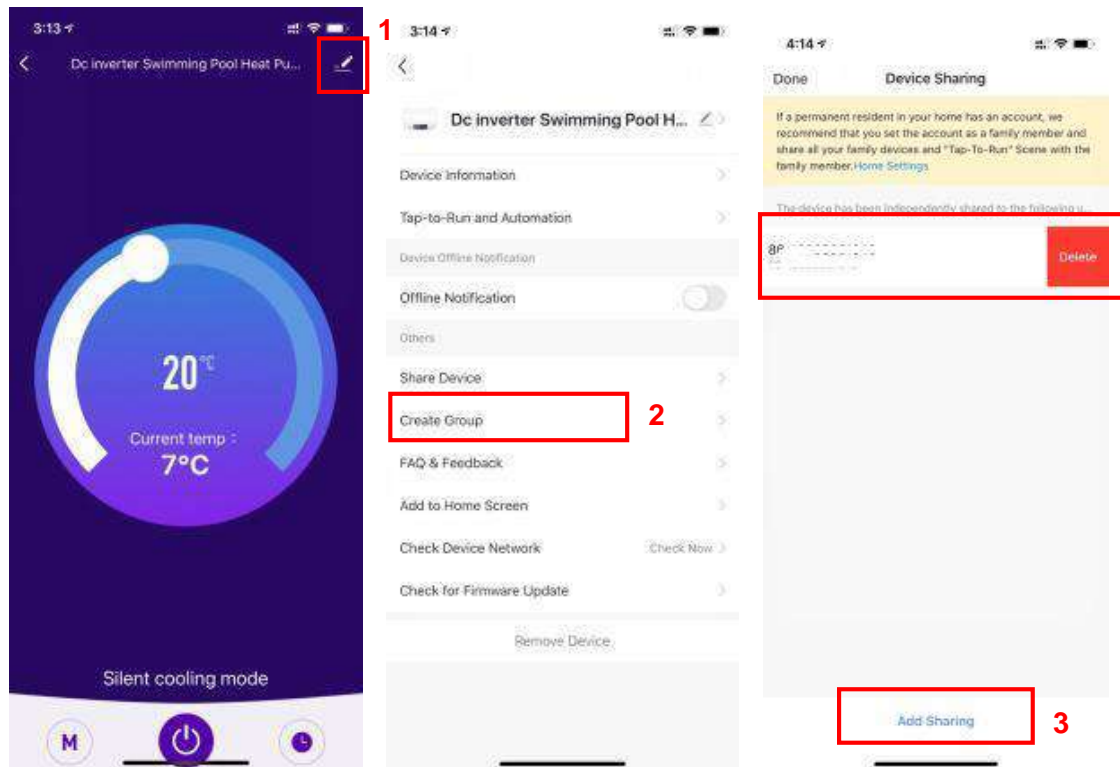 3:13
Dc inverter Swimming Pool Heat Pu...
20°C
Current temp :
7°C
Silent cooling mode
M
1
3:14
Dc inverter Swimming Pool H...
Device Information
Tap-to-Run and Automation
Device Offline Notification
Offline Notification
Others
Share Device
Create Group
2
FAQ & Feedback
Add to Home Screen
Check Device Network Check Now
Check for Firmware Update
Remove Device
4:14
Done Device Sharing
If a permanent resident in your home has an account, we
recommend that you set the account as a family member and
share all your family devices and "Tap-To-Run" Scene with the
family member.Home Settings
The device has been independently shared to the following u...
Delete
Add Sharing
3